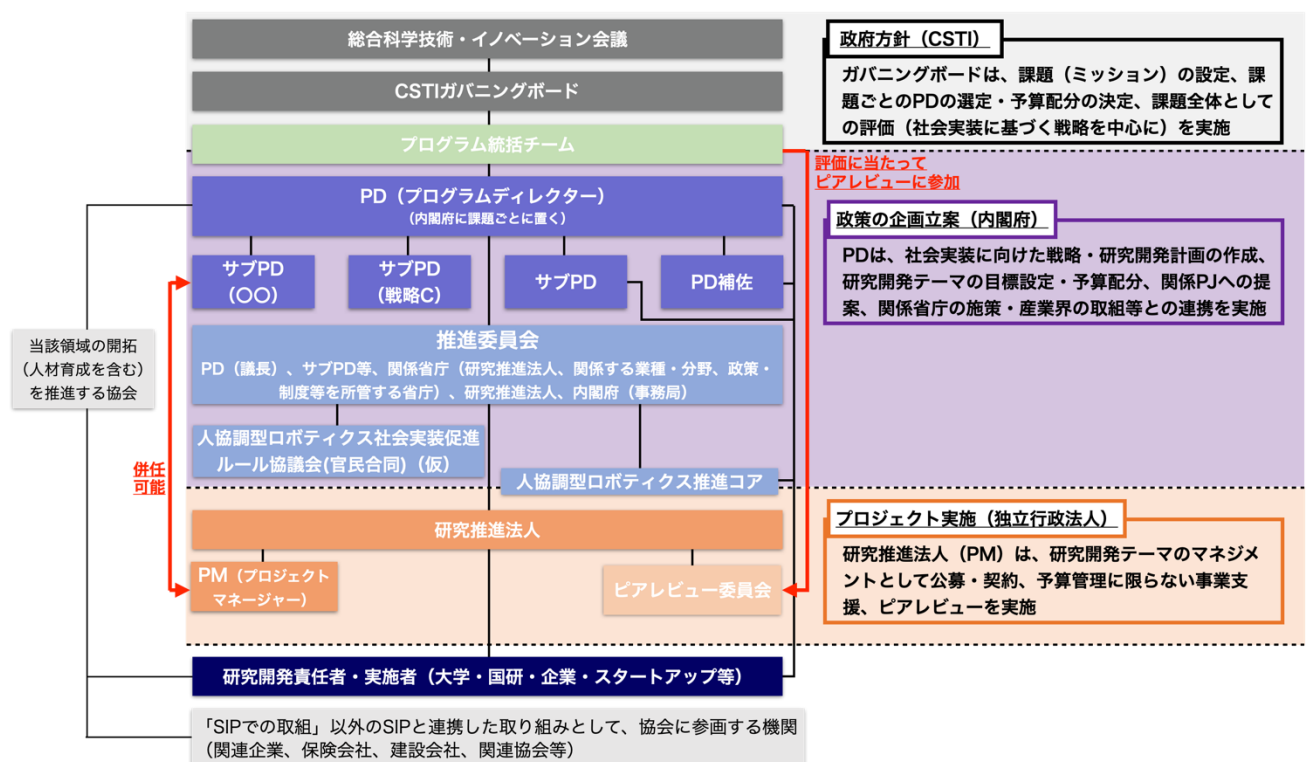 総合科学技術・イノベーション会議
CSTIガバニングボード
プログラム統括チーム
政府方針（CSTI）
ガバニングボードは、課題（ミッション）の設定、課
題ごとのPDの選定・予算配分の決定、課題全体として
の評価（社会実装に基づく戦略を中心に）を実施
評価に当たって
ピアレビューに参加
PD（プログラムディレクター）
（内閣府に課題ごとに置く）
サブPD
（〇〇）
サブPD
（戦略C）
サブPD
PD補佐
政策の企画立案（内閣府）
PDは、社会実装に向けた戦略・研究開発計画の作成、
研究開発テーマの目標設定・予算配分、関係PJへの提
案、関係省庁の施策・産業界の取組等との連携を実施
当該領域の開拓
（人材育成を含む）
を推進する協会
推進委員会
PD（議長）、サブPD等、関係省庁（研究推進法人、関係する業種・分野、政策・
制度等を所管する省庁）、研究推進法人、内閣府（事務局）
人協調型ロボティクス社会実装促進
ルール協議会(官民合同)（仮）
人協調型ロボティクス推進コア
併任
可能
研究推進法人
PM（プロジェクト
マネージャー）
ピアレビュー委員会
プロジェクト実施（独立行政法人）
研究推進法人（PM）は、研究開発テーマのマネジメ
ントとして公募・契約、予算管理に限らない事業支
援、ピアレビューを実施
研究開発責任者・実施者（大学・国研・企業・スタートアップ等）
「SIPでの取組」以外のSIPと連携した取り組みとして、協会に参画する機関
（関連企業、保険会社、建設会社、関連協会等）